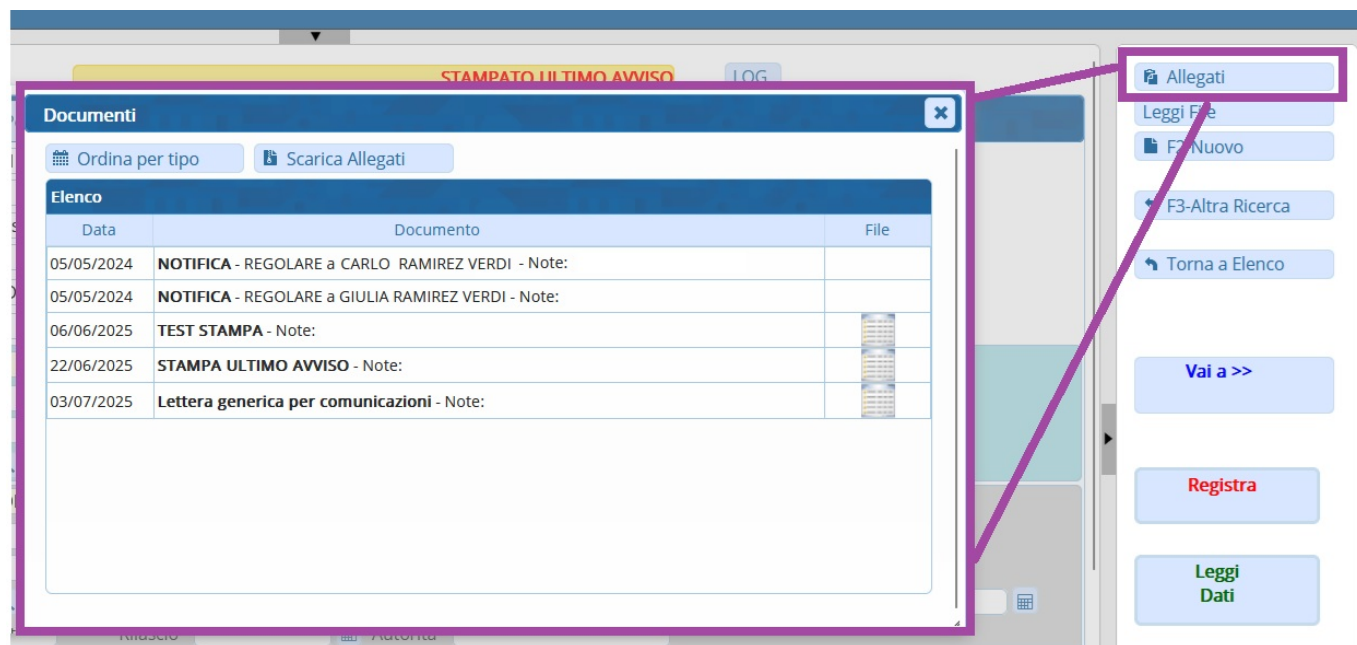 STAMPATO ULTIMO AVVISO
LOG
Documenti
Ordina per tipo
Scarica Allegati
Elenco
Data Documento File
05/05/2024 NOTIFICA - REGOLARE a CARLO RAMIREZ VERDI - Note:
05/05/2024 NOTIFICA - REGOLARE a GIULIA RAMIREZ VERDI - Note:
06/06/2025 TEST STAMPA - Note:
22/06/2025 STAMPA ULTIMO AVVISO - Note:
03/07/2025 Lettera generica per comunicazioni - Note:
Rilascio
Autorità
Allegati
Leggi File
F2-Nuovo
F3-Altra Ricerca
Torna a Elenco
Vai a >>
Registra
Leggi
Dati